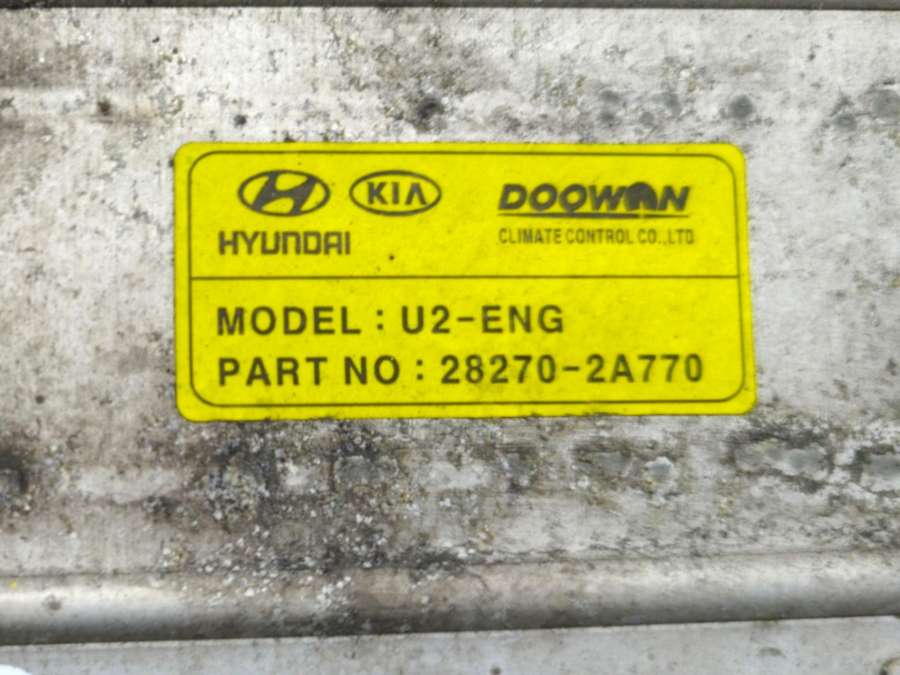 KIA
HYUNDAI
DOOWON
CLIMATE CONTROL CO.,LTD
MODEL : U2-ENG
PART NO : 28270-2A770